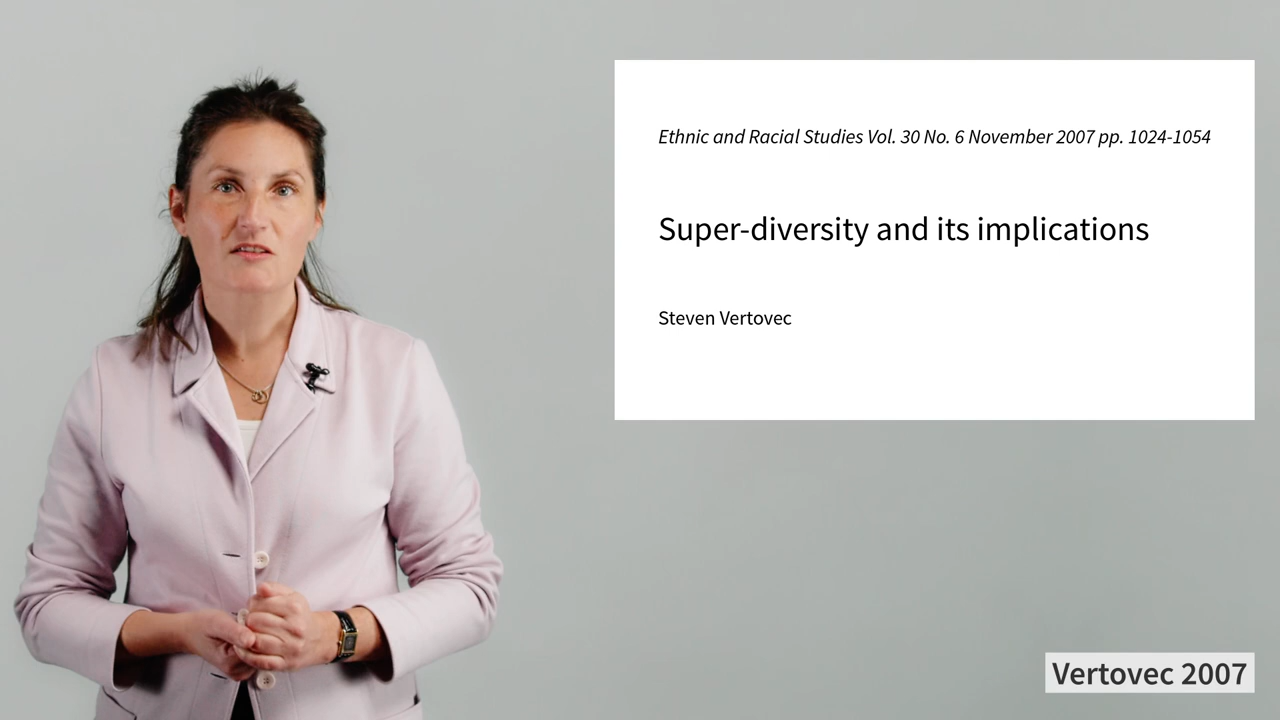 Ethnic and Racial Studies Vol. 30 No. 6 November 2007 pp. 1024-1054
Super-diversity and its implications
Steven Vertovec
Vertovec 2007